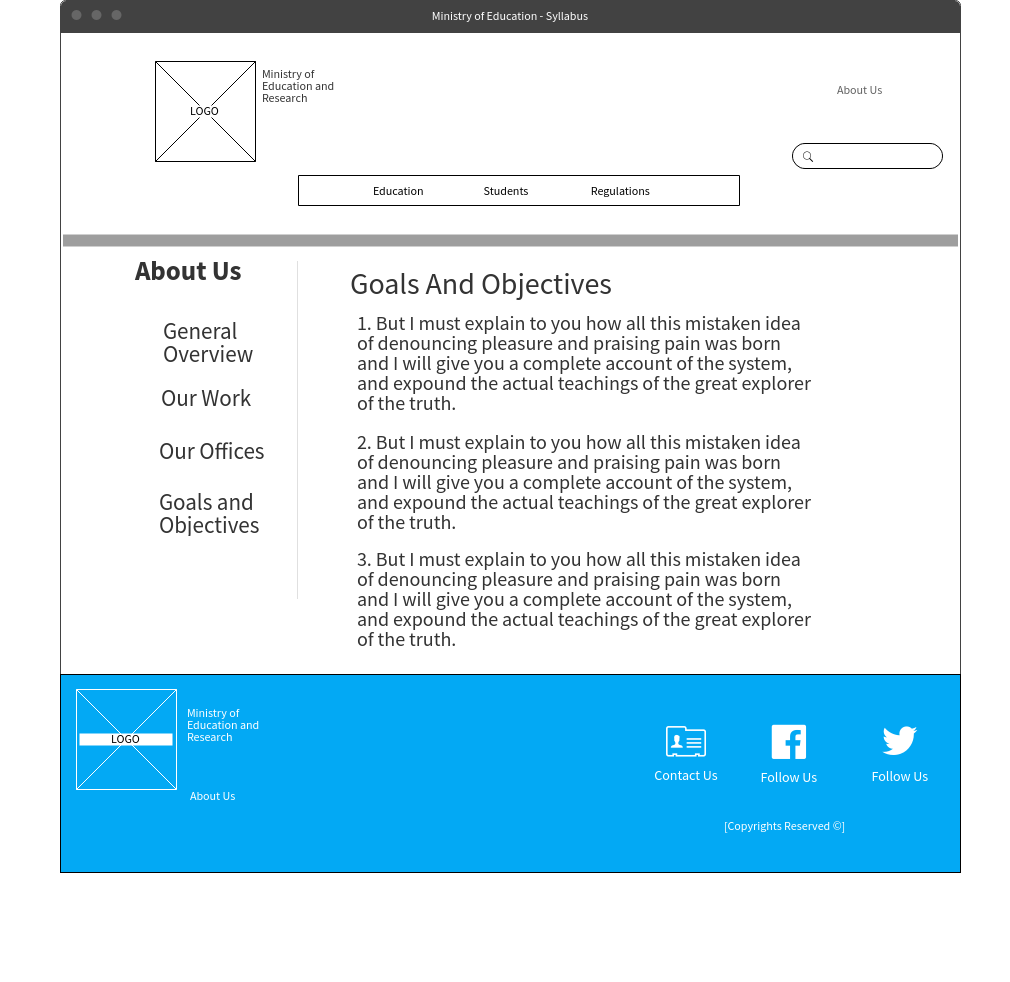 Ministry of Education - Syllabus
LOGO
Ministry of
Education and
Research
About Us
Education Students Regulations
About Us
General
Overview
Our Work
Our Offices
Goals and
Objectives
Goals And Objectives
1. But I must explain to you how all this mistaken idea
of denouncing pleasure and praising pain was born
and I will give you a complete account of the system,
and expound the actual teachings of the great explorer
of the truth.
2. But I must explain to you how all this mistaken idea
of denouncing pleasure and praising pain was born
and I will give you a complete account of the system,
and expound the actual teachings of the great explorer
of the truth.
3. But I must explain to you how all this mistaken idea
of denouncing pleasure and praising pain was born
and I will give you a complete account of the system,
and expound the actual teachings of the great explorer
of the truth.
LOGO
Ministry of
Education and
Research
About Us
Contact Us
Follow Us
Follow Us
[Copyrights Reserved ©]